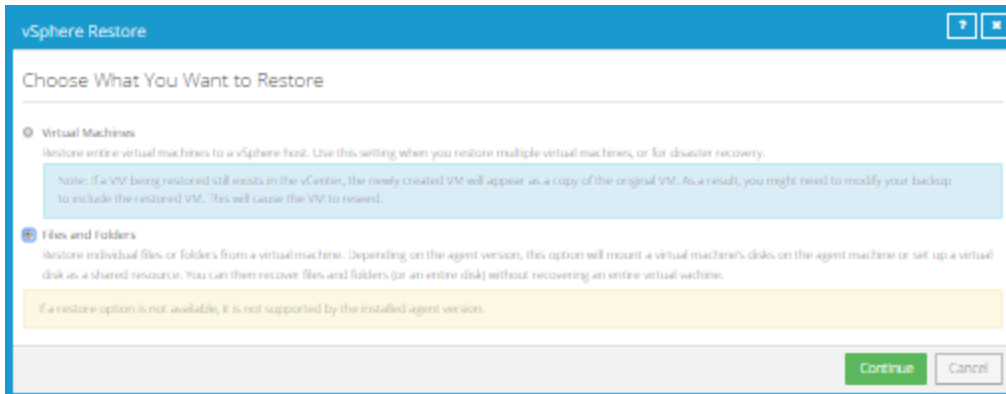 vSphere Restore
? ×
Choose What You Want to Restore
Virtual Machines
Restore entire virtual machines to a vSphere host. Use this setting when you restore multiple virtual machines, or for disaster recovery.
Note: If a VM being restored still exists in the vCenter, the newly created VM will appear as a copy of the original VM. As a result, you might need to modify your backup
to include the restored VM. This will cause the VM to reseed.
Files and Folders
Restore individual files or folders from a virtual machine. Depending on the agent version, this option will mount a virtual machine's disks on the agent machine or set up a virtual
disk as a shared resource. You can then recover files and folders (or an entire disk) without recovering an entire virtual vachine.
If a restore option is not available, it is not supported by the installed agent version.
Continue Cancel